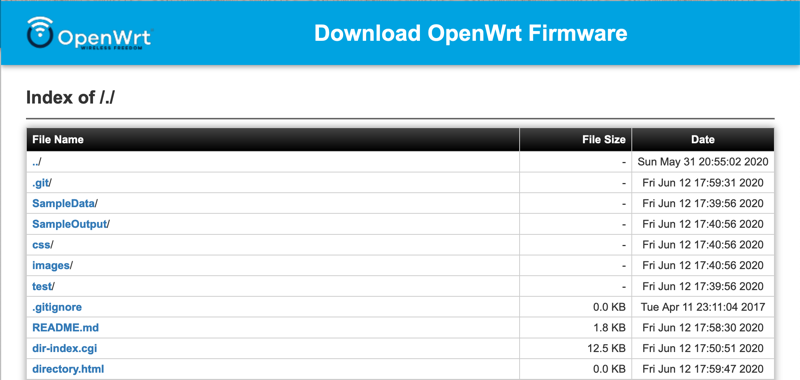 OpenWrt
WIRELESS FREEDOM
Download OpenWrt Firmware
Index of /./
File Name File Size Date
../ - Sun May 31 20:55:02 2020
.git/ - Fri Jun 12 17:59:31 2020
SampleData/ - Fri Jun 12 17:39:56 2020
SampleOutput/ - Fri Jun 12 17:40:56 2020
css/ - Fri Jun 12 17:40:56 2020
images/ - Fri Jun 12 17:40:56 2020
test/ - Fri Jun 12 17:39:56 2020
.gitignore 0.0 KB Tue Apr 11 23:11:04 2017
README.md 1.8 KB Fri Jun 12 17:58:30 2020
dir-index.cgi 12.5 KB Fri Jun 12 17:50:51 2020
directory.html 0.0 KB Fri Jun 12 17:59:47 2020